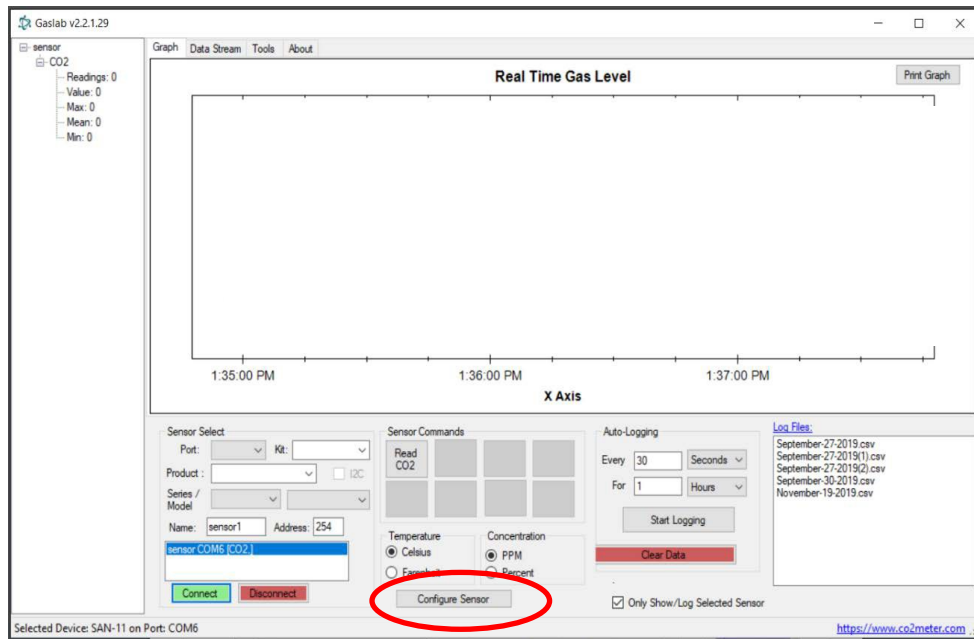 Gaslab v2.2.1.29
sensor
CO2
Readings: 0
Value: 0
Max: 0
Mean: 0
Min: 0
Graph Data Stream Tools About
Real Time Gas Level
Print Graph
1:35:00 PM 1:36:00 PM 1:37:00 PM
X Axis
Sensor Select
Port: Kit:
Product : I2C
Series / Model
Name: sensor1 Address: 254
sensor COM6 [CO2,]
Connect Disconnect
Sensor Commands
Read CO2
Temperature
Celsius
Farenheit
Concentration
PPM
Percent
Configure Sensor
Auto-Logging
Every 30 Seconds
For 1 Hours
Start Logging
Clear Data
Only Show/Log Selected Sensor
Log Files:
September-27-2019.csv
September-27-2019(1).csv
September-27-2019(2).csv
September-30-2019.csv
November-19-2019.csv
Selected Device: SAN-11 on Port: COM6
https://www.co2meter.com